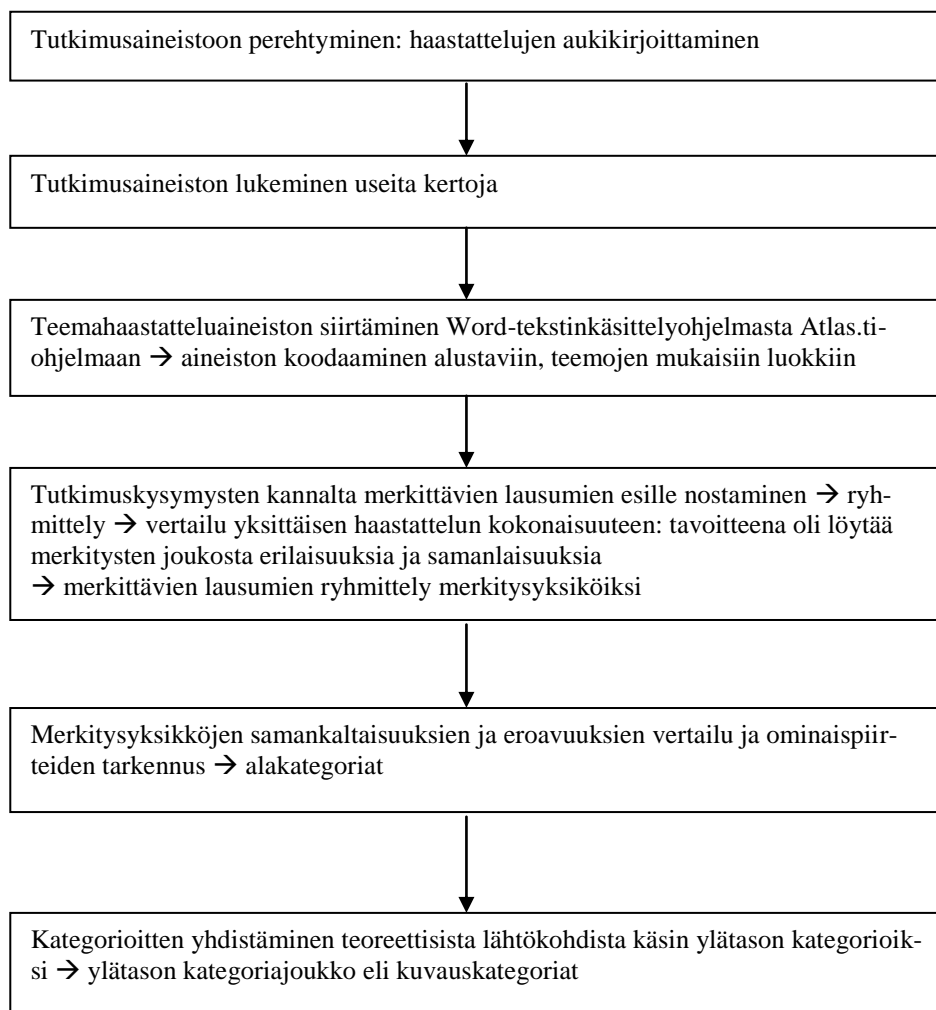 Tutkimusaineistoon perehtyminen: haastattelujen aukikirjoittaminen
Tutkimusaineiston lukeminen useita kertoja
Teemahaastatteluaineiston siirtäminen Word-tekstinkäsittelyohjelmasta Atlas.ti-
ohjelmaan → aineiston koodaaminen alustaviin, teemojen mukaisiin luokkiin
Tutkimuskysymysten kannalta merkittävien lausumien esille nostaminen → ryh-
mittely → vertailu yksittäisen haastattelun kokonaisuuteen: tavoitteena oli löytää
merkitysten joukosta erilaisuuksia ja samanlaisuuksia
→ merkittävien lausumien ryhmittely merkitysyksiköiksi
Merkitysyksikköjen samankaltaisuuksien ja eroavuuksien vertailu ja ominaispiir-
teiden tarkennus → alakategoriat
Kategorioitten yhdistäminen teoreettisista lähtökohdista käsin ylätason kategorioik-
si → ylätason kategoriajoukko eli kuvauskategoriat